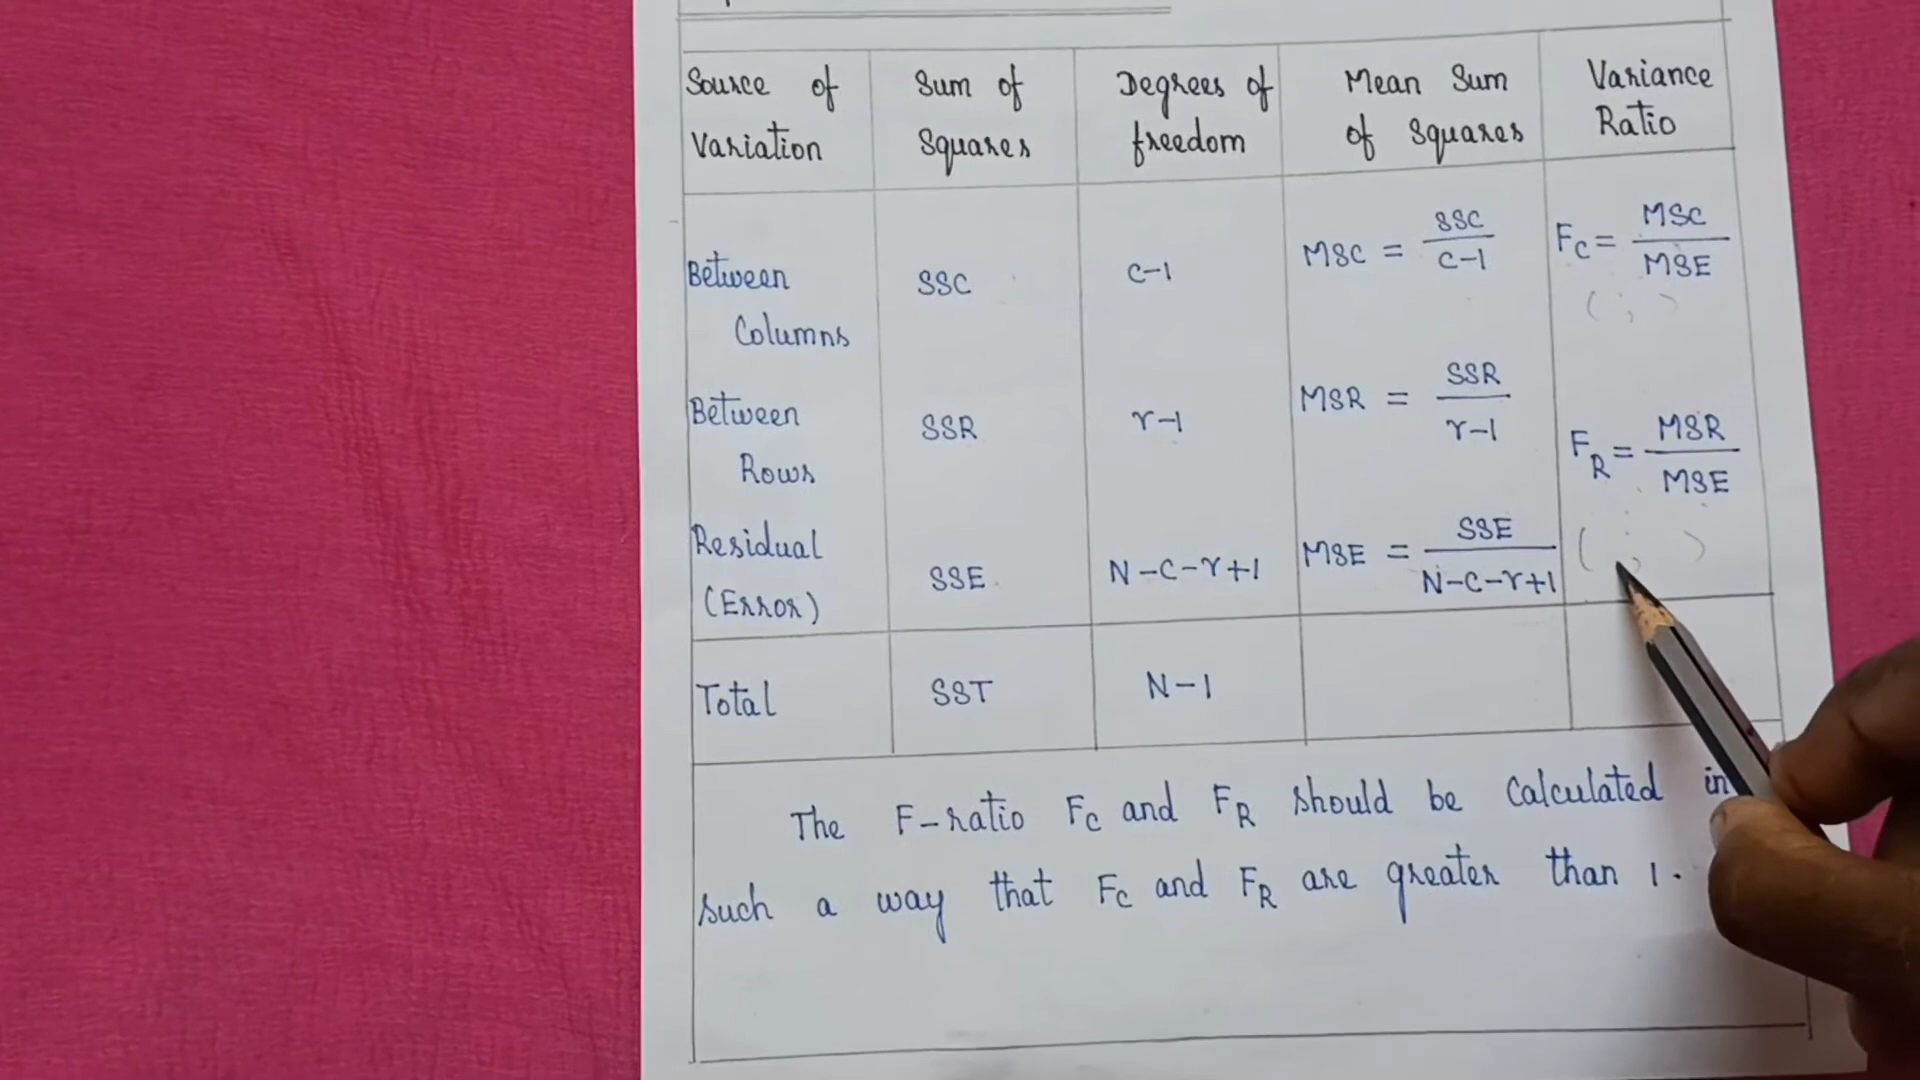 Source of Variation | Sum of Squares | Degrees of freedom | Mean Sum of Squares | Variance Ratio
Between Columns | SSC | c-1 | MSC = SSC / c-1 | Fc = MSC / MSE ( , )
Between Rows | SSR | r-1 | MSR = SSR / r-1 | FR = MSR / MSE ( , )
Residual (Error) | SSE | N-c-r+1 | MSE = SSE / N-c-r+1
Total | SST | N-1
The F-ratio Fc and FR should be calculated in
such a way that Fc and FR are greater than 1.